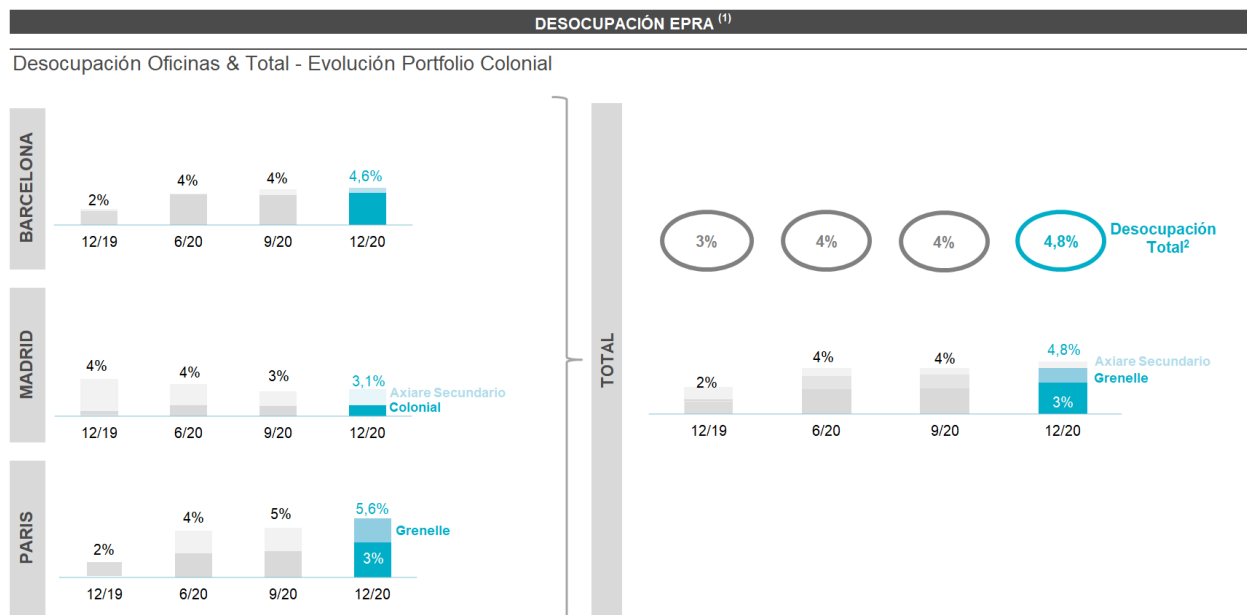 DESOCUPACIÓN EPRA (1)
Desocupación Oficinas & Total - Evolución Portfolio Colonial
BARCELONA
2%
4%
4%
4,6%
12/19
6/20
9/20
12/20
MADRID
4%
4%
3%
3,1%
Axiare Secundario
Colonial
12/19
6/20
9/20
12/20
PARIS
2%
4%
5%
5,6%
Grenelle
3%
12/19
6/20
9/20
12/20
TOTAL
3%
4%
4%
4,8%
Desocupación
Total2
2%
4%
4%
4,8%
Axiare Secundario
Grenelle
3%
12/19
6/20
9/20
12/20